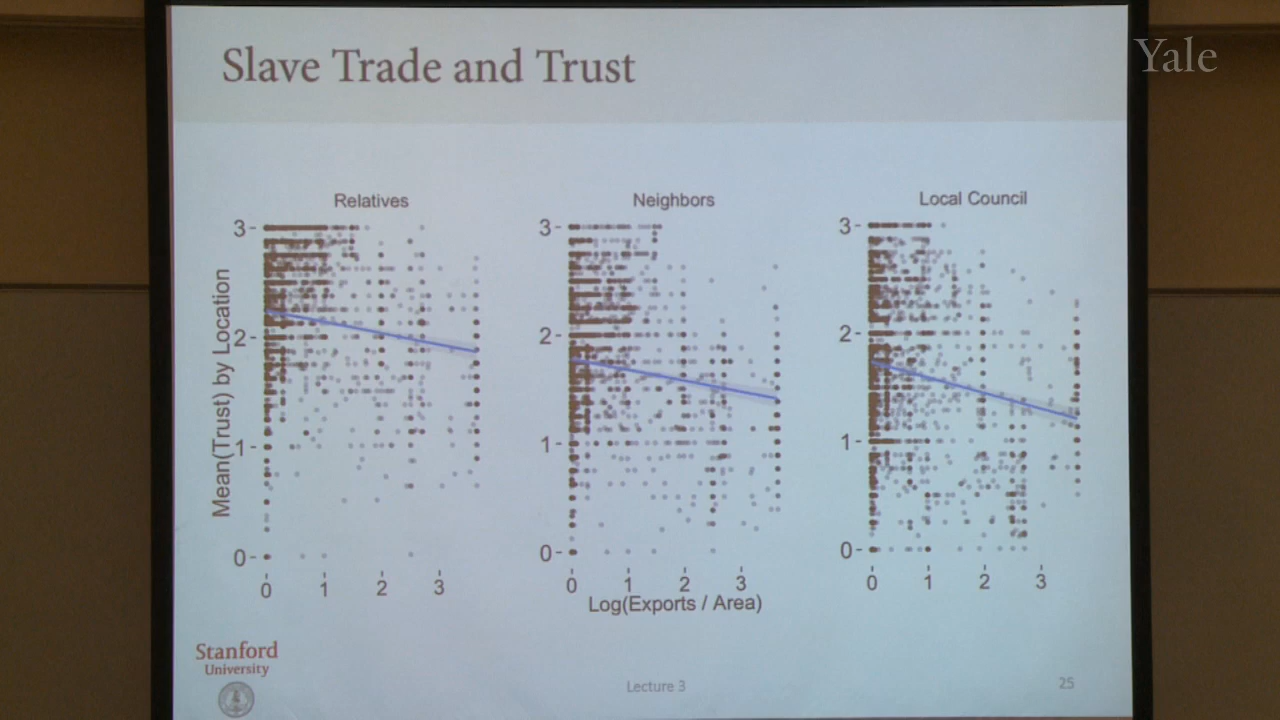 Yale
Slave Trade and Trust
Relatives
Neighbors
Local Council
Mean(Trust) by Location
3
2
1
0
0 1 2 3
3
2
1
0
0 1 2 3
3
2
1
0
0 1 2 3
Log(Exports / Area)
Stanford
University
Lecture 3
25